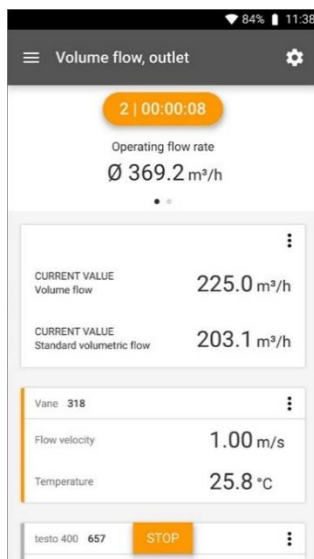 84% 11:38
Volume flow, outlet
2 | 00:00:08
Operating flow rate
Ø 369.2 m³/h
CURRENT VALUE
Volume flow
225.0 m³/h
CURRENT VALUE
Standard volumetric flow
203.1 m³/h
Vane 318
Flow velocity
1.00 m/s
Temperature
25.8 °C
testo 400 657
STOP